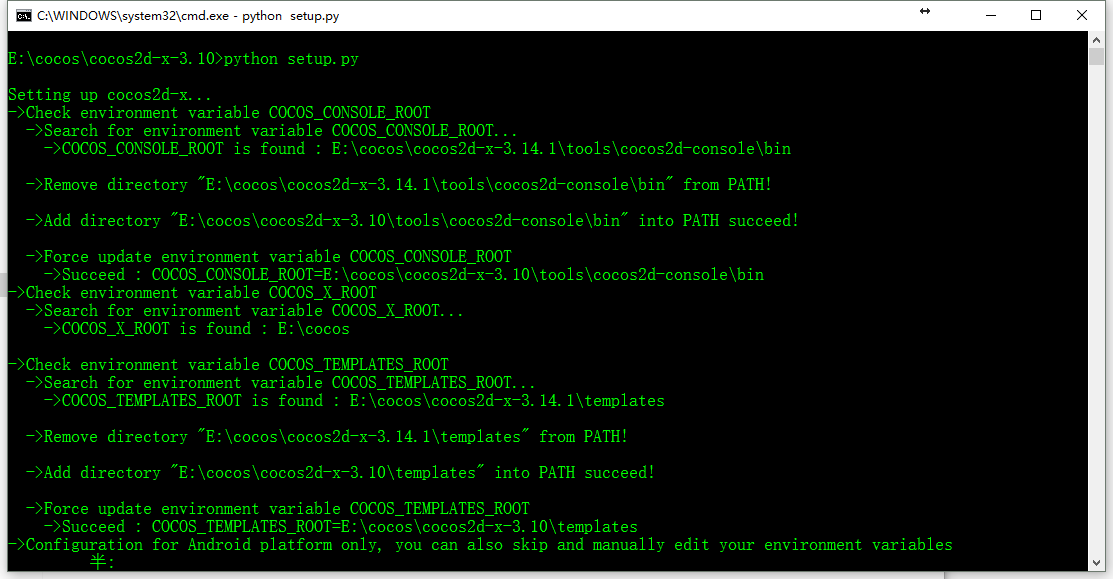 C:\WINDOWS\system32\cmd.exe - python  setup.py
E:\cocos\cocos2d-x-3.10>python setup.py
Setting up cocos2d-x...
->Check environment variable COCOS_CONSOLE_ROOT
->Search for environment variable COCOS_CONSOLE_ROOT...
->COCOS_CONSOLE_ROOT is found : E:\cocos\cocos2d-x-3.14.1\tools\cocos2d-console\bin
->Remove directory "E:\cocos\cocos2d-x-3.14.1\tools\cocos2d-console\bin" from PATH!
->Add directory "E:\cocos\cocos2d-x-3.10\tools\cocos2d-console\bin" into PATH succeed!
->Force update environment variable COCOS_CONSOLE_ROOT
->Succeed : COCOS_CONSOLE_ROOT=E:\cocos\cocos2d-x-3.10\tools\cocos2d-console\bin
->Check environment variable COCOS_X_ROOT
->Search for environment variable COCOS_X_ROOT...
->COCOS_X_ROOT is found : E:\cocos
->Check environment variable COCOS_TEMPLATES_ROOT
->Search for environment variable COCOS_TEMPLATES_ROOT...
->COCOS_TEMPLATES_ROOT is found : E:\cocos\cocos2d-x-3.14.1\templates
->Remove directory "E:\cocos\cocos2d-x-3.14.1\templates" from PATH!
->Add directory "E:\cocos\cocos2d-x-3.10\templates" into PATH succeed!
->Force update environment variable COCOS_TEMPLATES_ROOT
->Succeed : COCOS_TEMPLATES_ROOT=E:\cocos\cocos2d-x-3.10\templates
->Configuration for Android platform only, you can also skip and manually edit your environment variables
半: